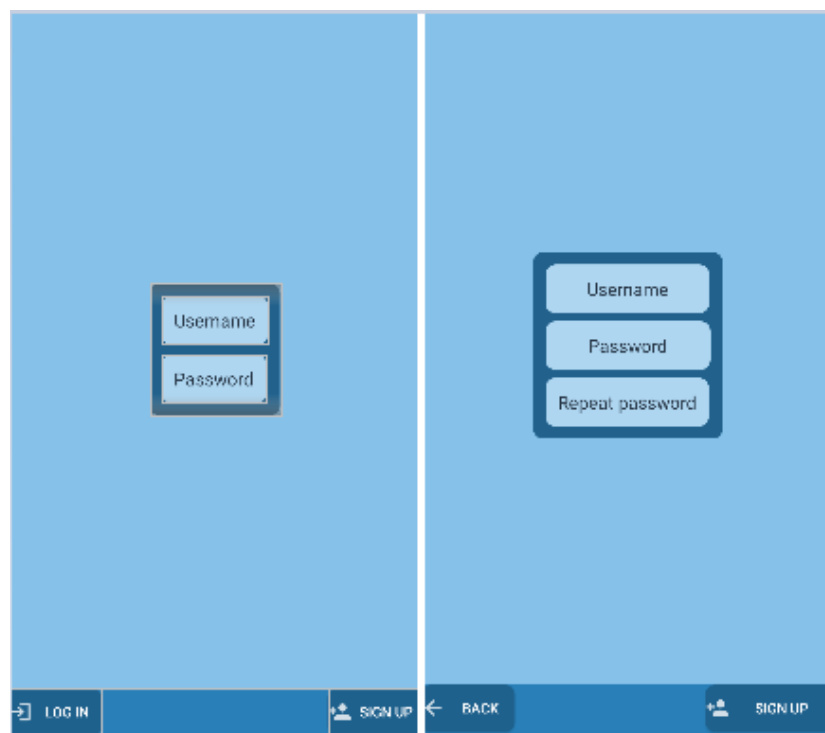 Username
Password
LOG IN
SIGN UP
Username
Password
Repeat password
BACK
SIGN UP